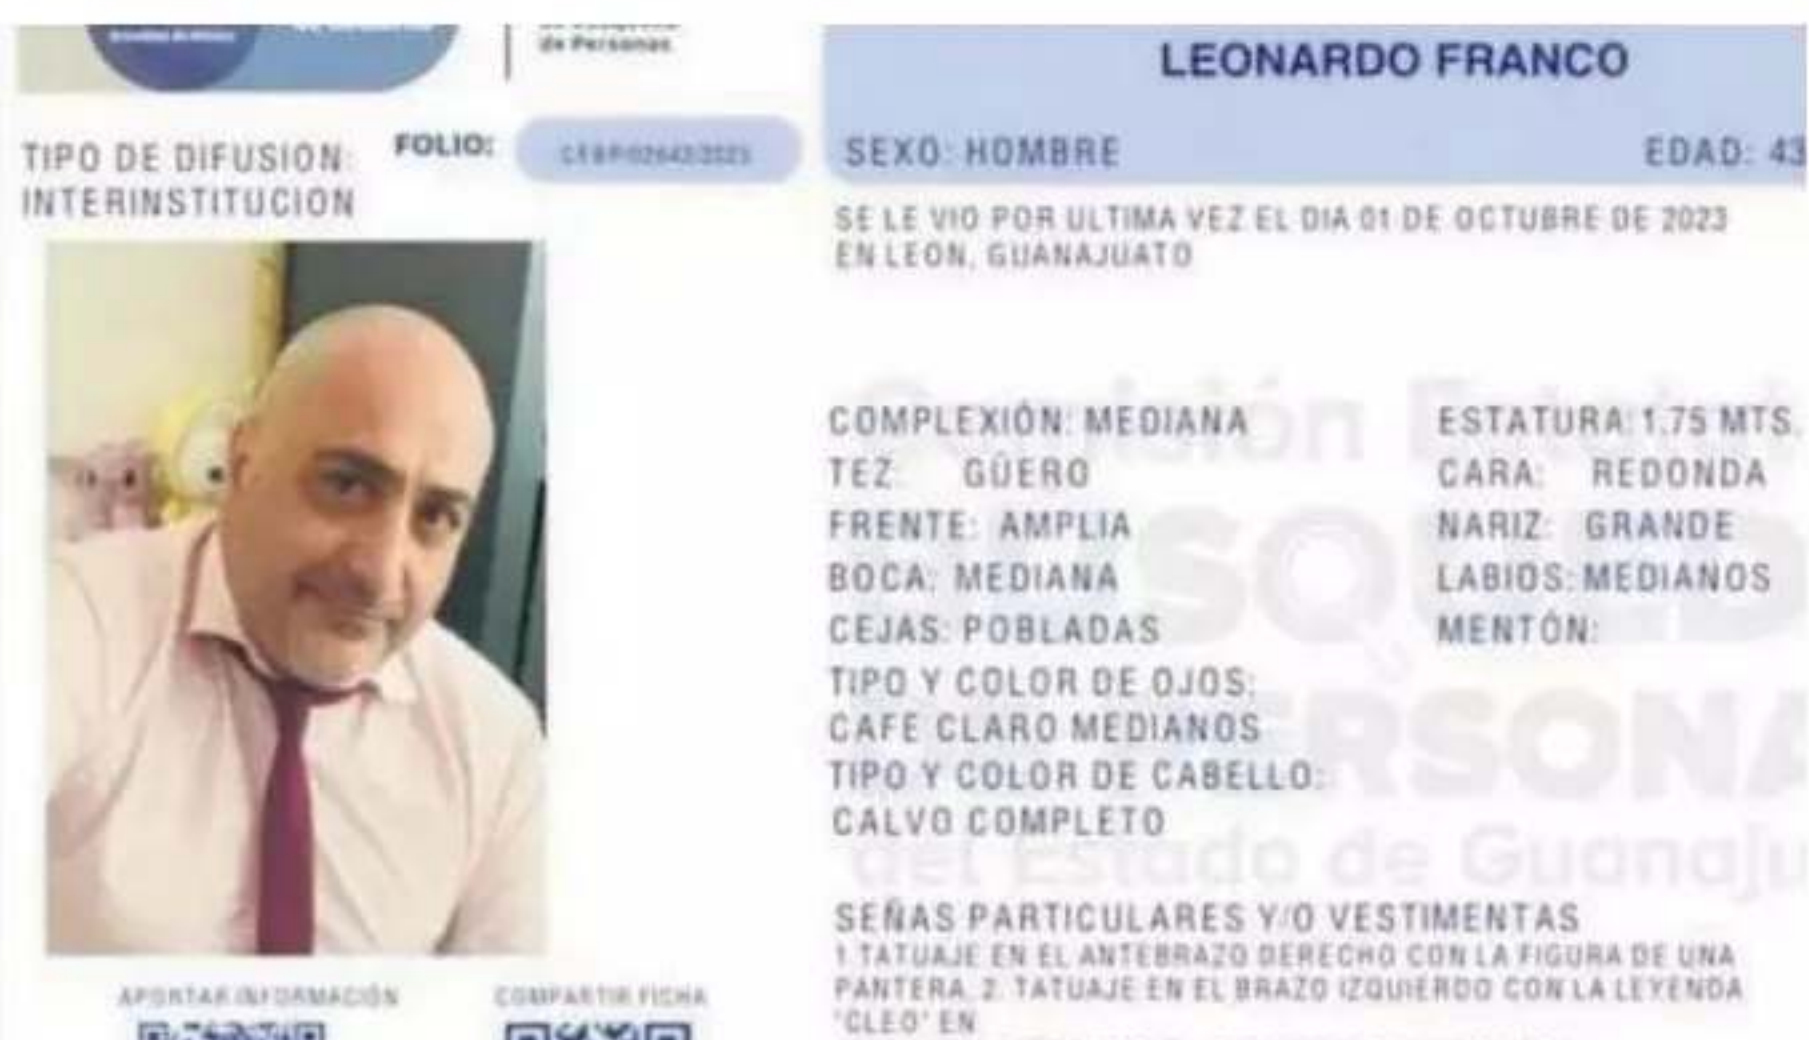 de Personas
LEONARDO FRANCO
FOLIO:
SEXO: HOMBRE
EDAD: 43
TIPO DE DIFUSION:
INTERINSTITUCION
SE LE VIO POR ULTIMA VEZ EL DIA 01 DE OCTUBRE DE 2023
EN LEON, GUANAJUATO
COMPLEXIÓN: MEDIANA
ESTATURA: 1.75 MTS.
TEZ: GÜERO
CARA: REDONDA
FRENTE: AMPLIA
NARIZ: GRANDE
BOCA: MEDIANA
LABIOS: MEDIANOS
CEJAS: POBLADAS
MENTÓN:
TIPO Y COLOR DE OJOS:
CAFE CLARO MEDIANOS
TIPO Y COLOR DE CABELLO:
CALVO COMPLETO
del Estado de Guanaju
SEÑAS PARTICULARES Y/O VESTIMENTAS
1 TATUAJE EN EL ANTEBRAZO DERECHO CON LA FIGURA DE UNA
PANTERA, 2. TATUAJE EN EL BRAZO IZQUIERDO CON LA LEYENDA
"CLEO" EN
APORTAR INFORMACIÓN
COMPARTIR FICHA